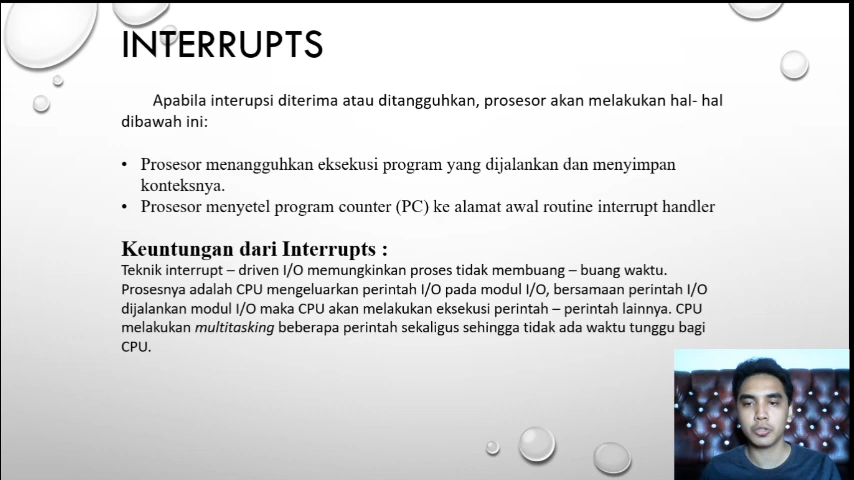 INTERRUPTS
Apabila interupsi diterima atau ditangguhkan, prosesor akan melakukan hal- hal
dibawah ini:
• Prosesor menangguhkan eksekusi program yang dijalankan dan menyimpan
konteksnya.
• Prosesor menyetel program counter (PC) ke alamat awal routine interrupt handler
Keuntungan dari Interrupts :
Teknik interrupt – driven I/O memungkinkan proses tidak membuang – buang waktu.
Prosesnya adalah CPU mengeluarkan perintah I/O pada modul I/O, bersamaan perintah I/O
dijalankan modul I/O maka CPU akan melakukan eksekusi perintah – perintah lainnya. CPU
melakukan multitasking beberapa perintah sekaligus sehingga tidak ada waktu tunggu bagi
CPU.